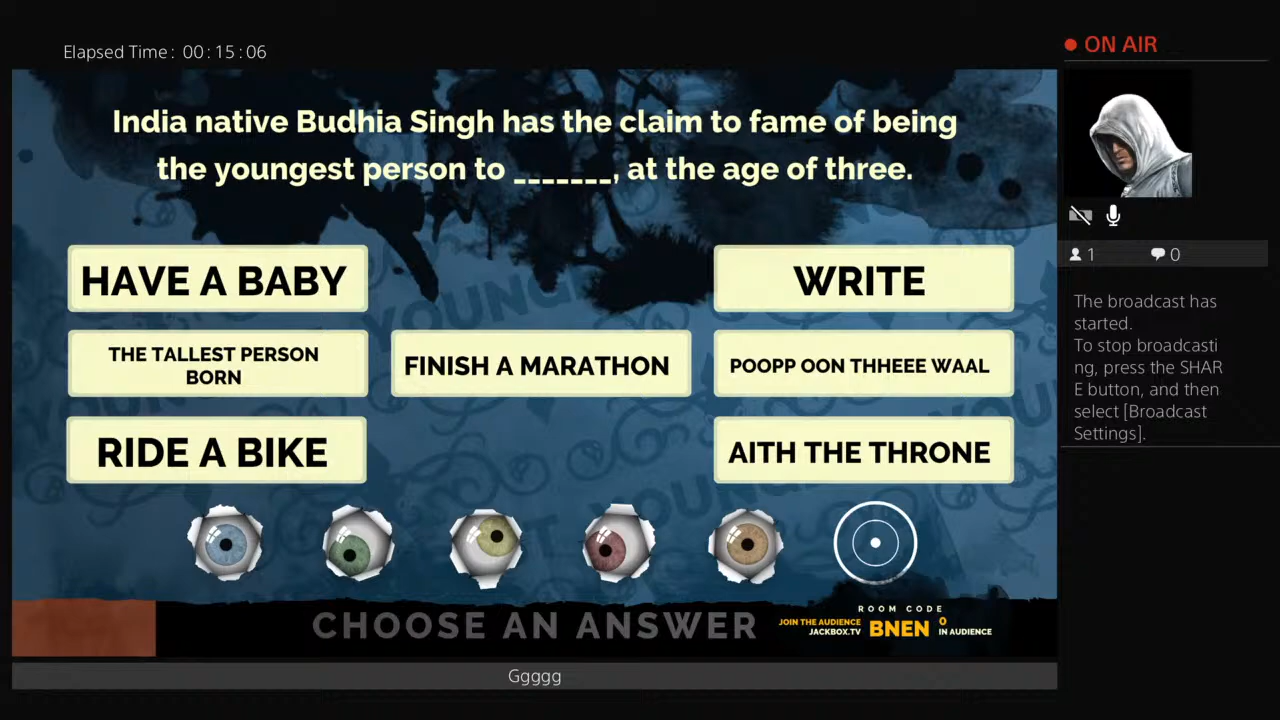 Elapsed Time: 00:15:06
ON AIR
India native Budhia Singh has the claim to fame of being
the youngest person to _______, at the age of three.
HAVE A BABY
WRITE
THE TALLEST PERSON
BORN
FINISH A MARATHON
POOPP OON THHEEE WAAL
RIDE A BIKE
AITH THE THRONE
CHOOSE AN ANSWER
JOIN THE AUDIENCE
JACKBOX.TV
ROOM CODE
BNEN
0
IN AUDIENCE
Ggggg
1
0
The broadcast has
started.
To stop broadcasti
ng, press the SHAR
E button, and then
select [Broadcast
Settings].